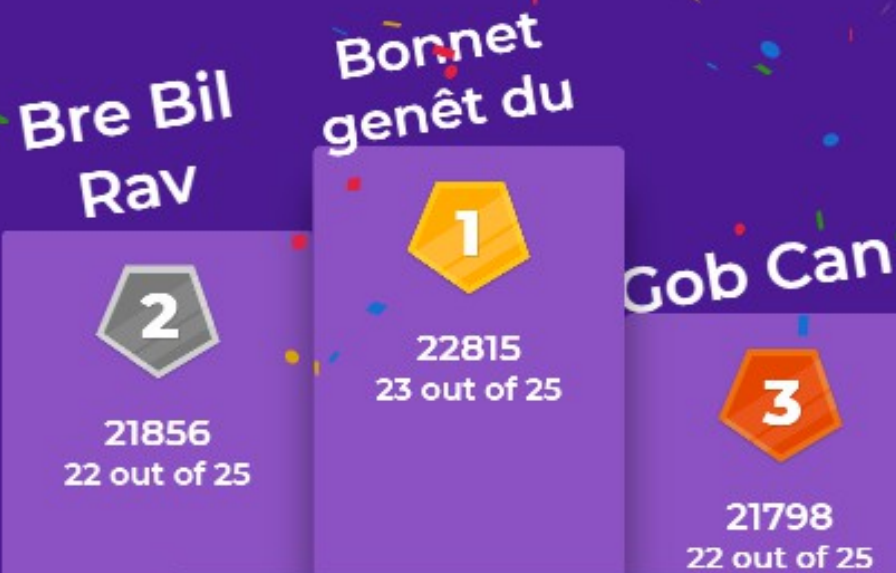 Bre Bil
Rav
2
21856
22 out of 25
Bonnet
genêt du
1
22815
23 out of 25
Gob Can
3
21798
22 out of 25